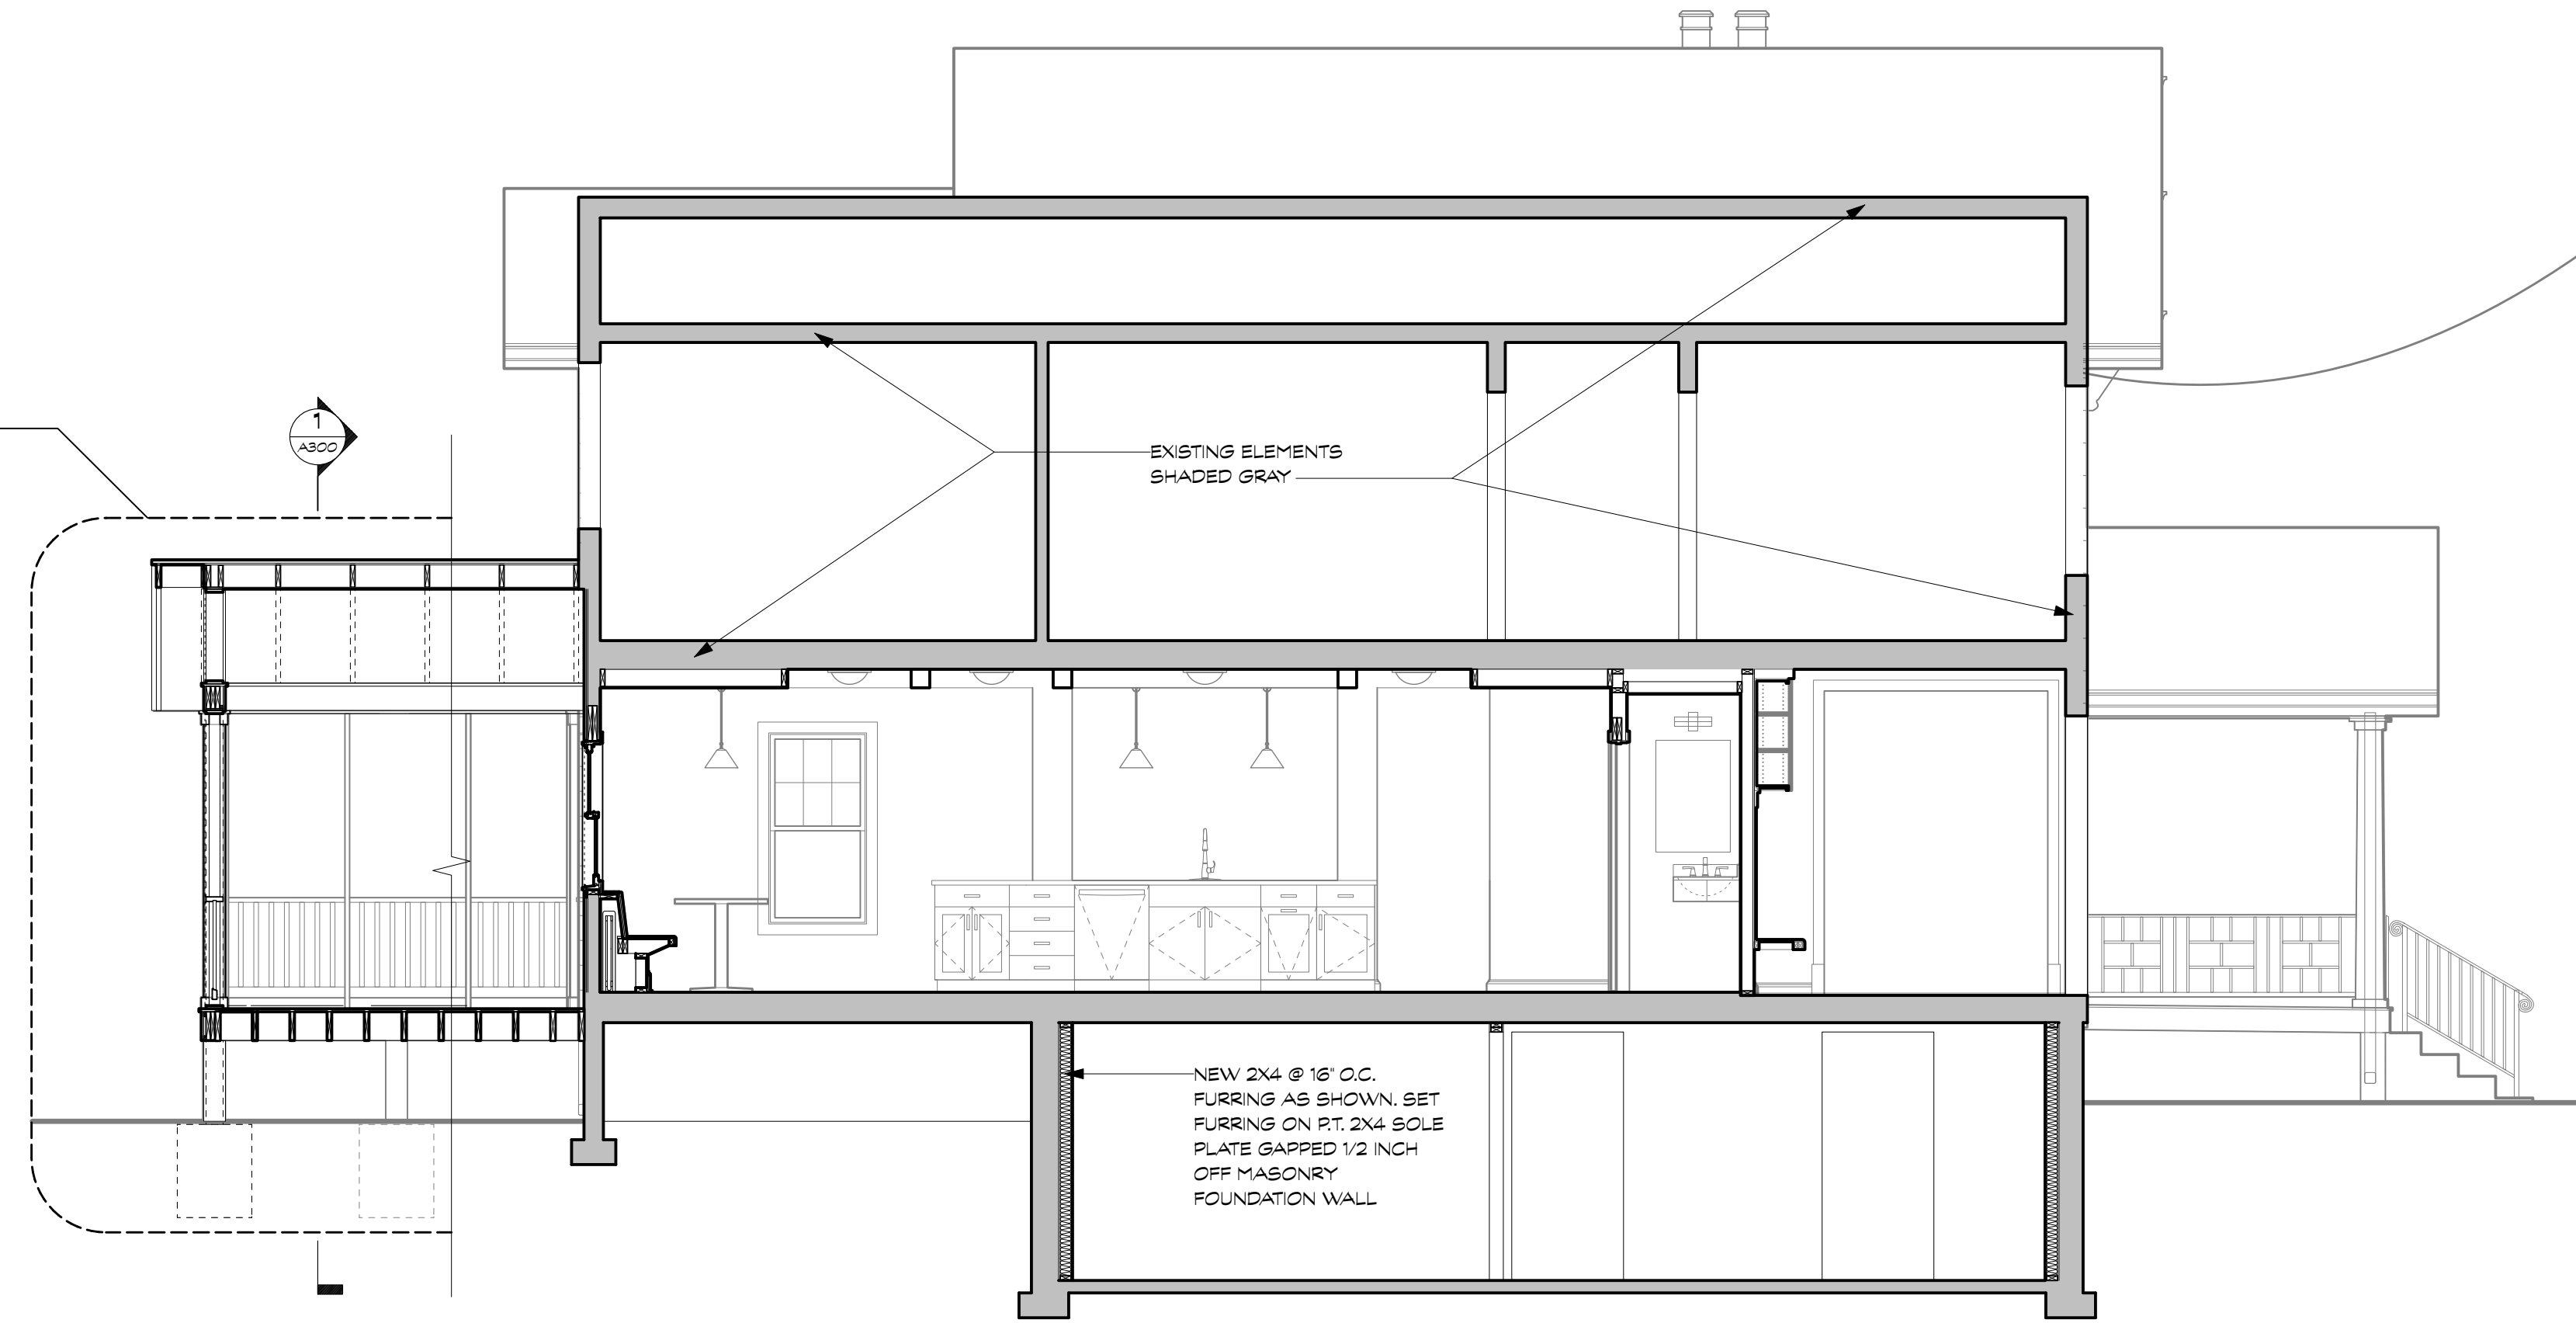 1
A300
EXISTING ELEMENTS
SHADED GRAY
NEW 2X4 @ 16" O.C.
FURRING AS SHOWN. SET
FURRING ON P.T. 2X4 SOLE
PLATE GAPPED 1/2 INCH
OFF MASONRY
FOUNDATION WALL